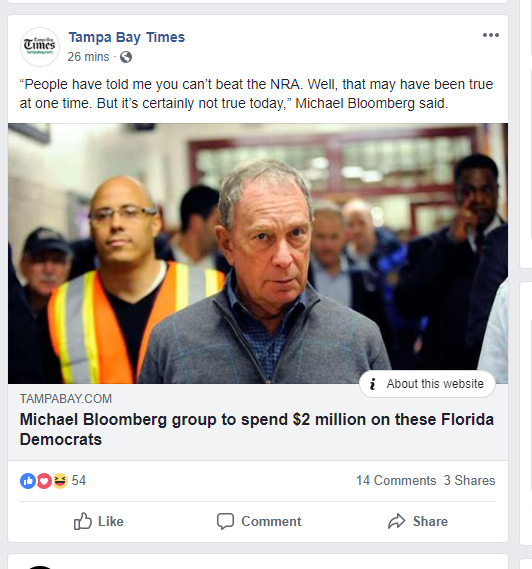 Tampa Bay Times
Times
26 mins ·
“People have told me you can’t beat the NRA. Well, that may have been true
at one time. But it’s certainly not true today,” Michael Bloomberg said.
i About this website
TAMPABAY.COM
Michael Bloomberg group to spend $2 million on these Florida
Democrats
54
14 Comments 3 Shares
Like Comment Share